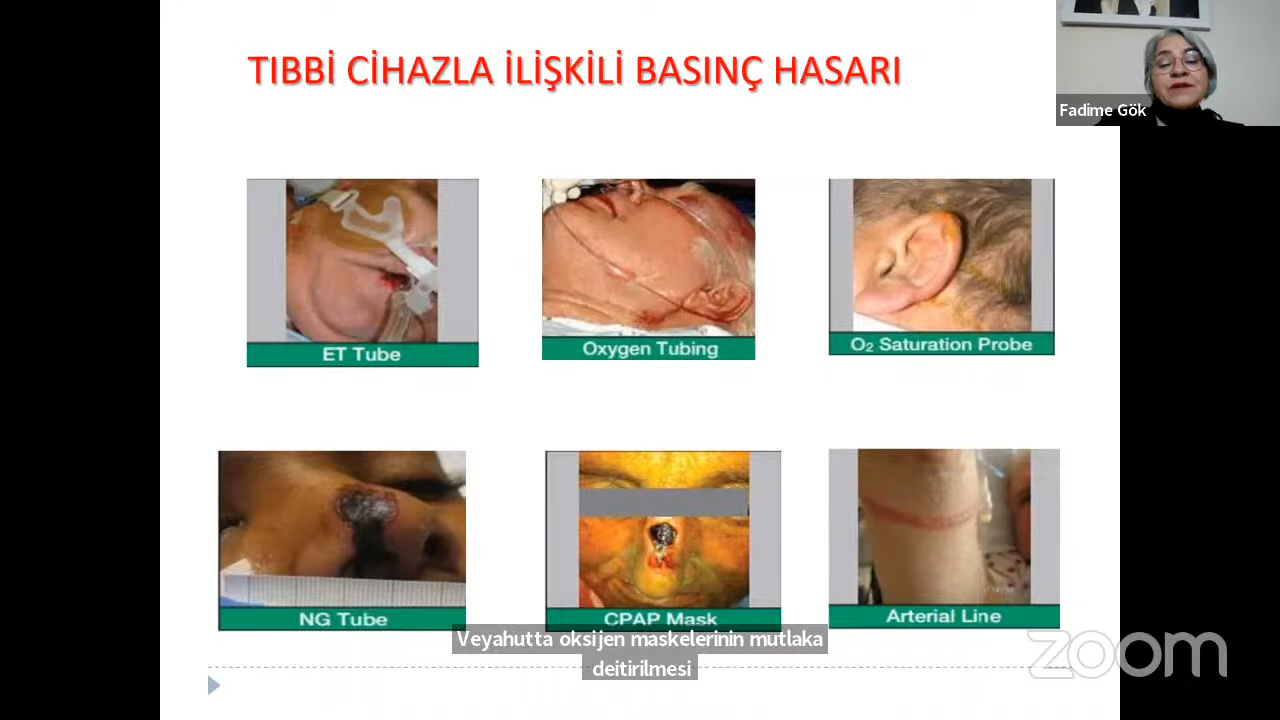 TIBBİ CİHAZLA İLİŞKİLİ BASINÇ HASARI
Fadime Gök
ET Tube
Oxygen Tubing
O₂ Saturation Probe
NG Tube
CPAP Mask
Arterial Line
Veyahutta oksijen maskelerinin mutlaka
deitirilmesi
zoom